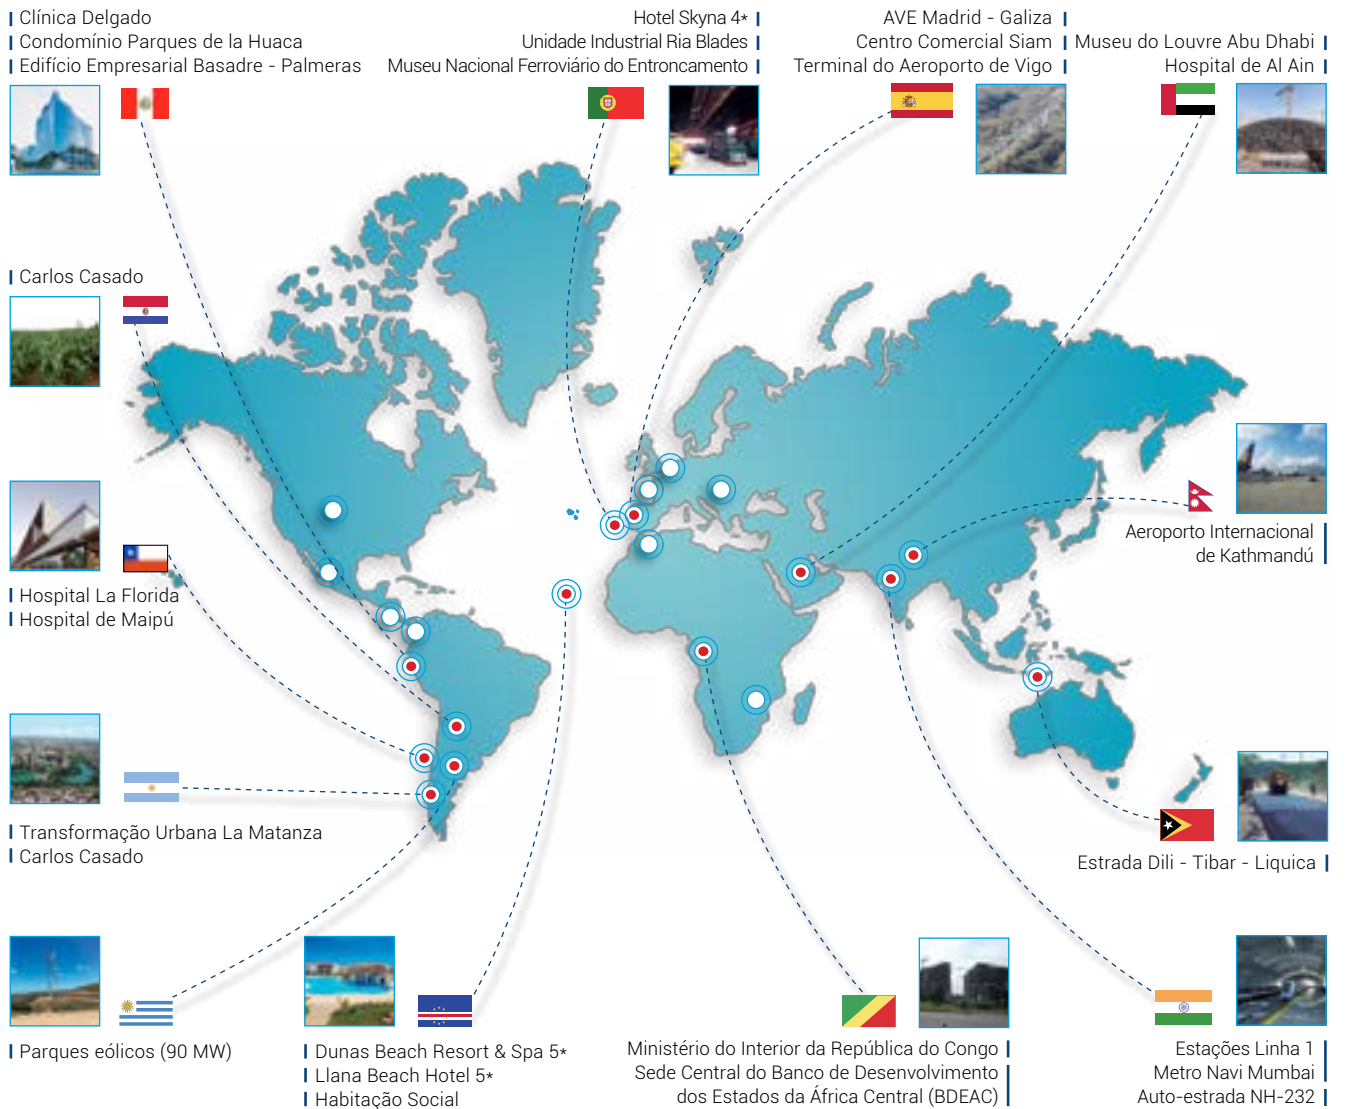 Clínica Delgado
Condomínio Parques de la Huaca
Edifício Empresarial Basadre - Palmeras
Hotel Skyna 4*
Unidade Industrial Ria Blades
Museu Nacional Ferroviário do Entroncamento
AVE Madrid - Galiza
Centro Comercial Siam
Terminal do Aeroporto de Vigo
Museu do Louvre Abu Dhabi
Hospital de Al Ain
Carlos Casado
Aeroporto Internacional
de Kathmandú
Hospital La Florida
Hospital de Maipú
Transformação Urbana La Matanza
Carlos Casado
Estrada Dili - Tibar - Liquica
Parques eólicos (90 MW)
Dunas Beach Resort & Spa 5*
Llana Beach Hotel 5*
Habitação Social
Ministério do Interior da República do Congo
Sede Central do Banco de Desenvolvimento
dos Estados da África Central (BDEAC)
Estações Linha 1
Metro Navi Mumbai
Auto-estrada NH-232